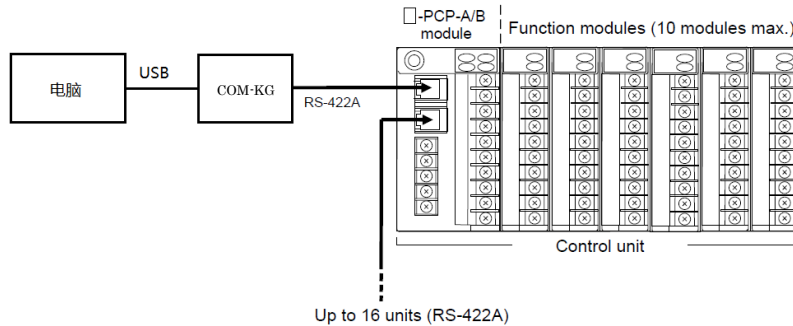 □-PCP-A/B
module
Function modules (10 modules max.)
电脑
USB
COM-KG
RS-422A
Control unit
Up to 16 units (RS-422A)